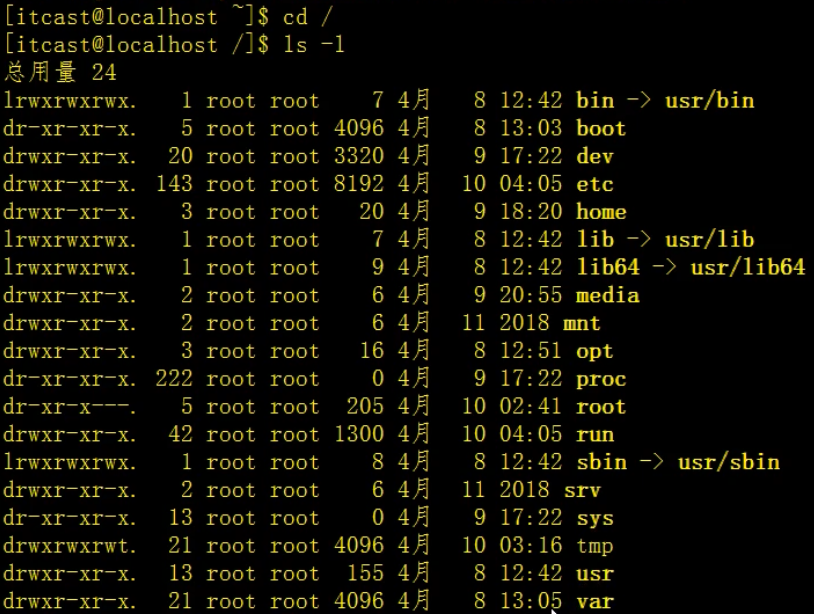 [itcast@localhost ~]$ cd /
[itcast@localhost /]$ ls -l
总用量 24
lrwxrwxrwx.   1 root root    7 4月   8 12:42 bin -> usr/bin
dr-xr-xr-x.   5 root root 4096 4月   8 13:03 boot
drwxr-xr-x.  20 root root 3320 4月   9 17:22 dev
drwxr-xr-x. 143 root root 8192 4月  10 04:05 etc
drwxr-xr-x.   3 root root   20 4月   9 18:20 home
lrwxrwxrwx.   1 root root    7 4月   8 12:42 lib -> usr/lib
lrwxrwxrwx.   1 root root    9 4月   8 12:42 lib64 -> usr/lib64
drwxr-xr-x.   2 root root    6 4月   9 20:55 media
drwxr-xr-x.   2 root root    6 4月  11 2018 mnt
drwxr-xr-x.   3 root root   16 4月   8 12:51 opt
dr-xr-xr-x. 222 root root    0 4月   9 17:22 proc
dr-xr-x---.   5 root root  205 4月  10 02:41 root
drwxr-xr-x.  42 root root 1300 4月  10 04:05 run
lrwxrwxrwx.   1 root root    8 4月   8 12:42 sbin -> usr/sbin
drwxr-xr-x.   2 root root    6 4月  11 2018 srv
dr-xr-xr-x.  13 root root    0 4月   9 17:22 sys
drwxrwxrwt.  21 root root 4096 4月  10 03:16 tmp
drwxr-xr-x.  13 root root  155 4月   8 12:42 usr
drwxr-xr-x.  21 root root 4096 4月   8 13:05 var